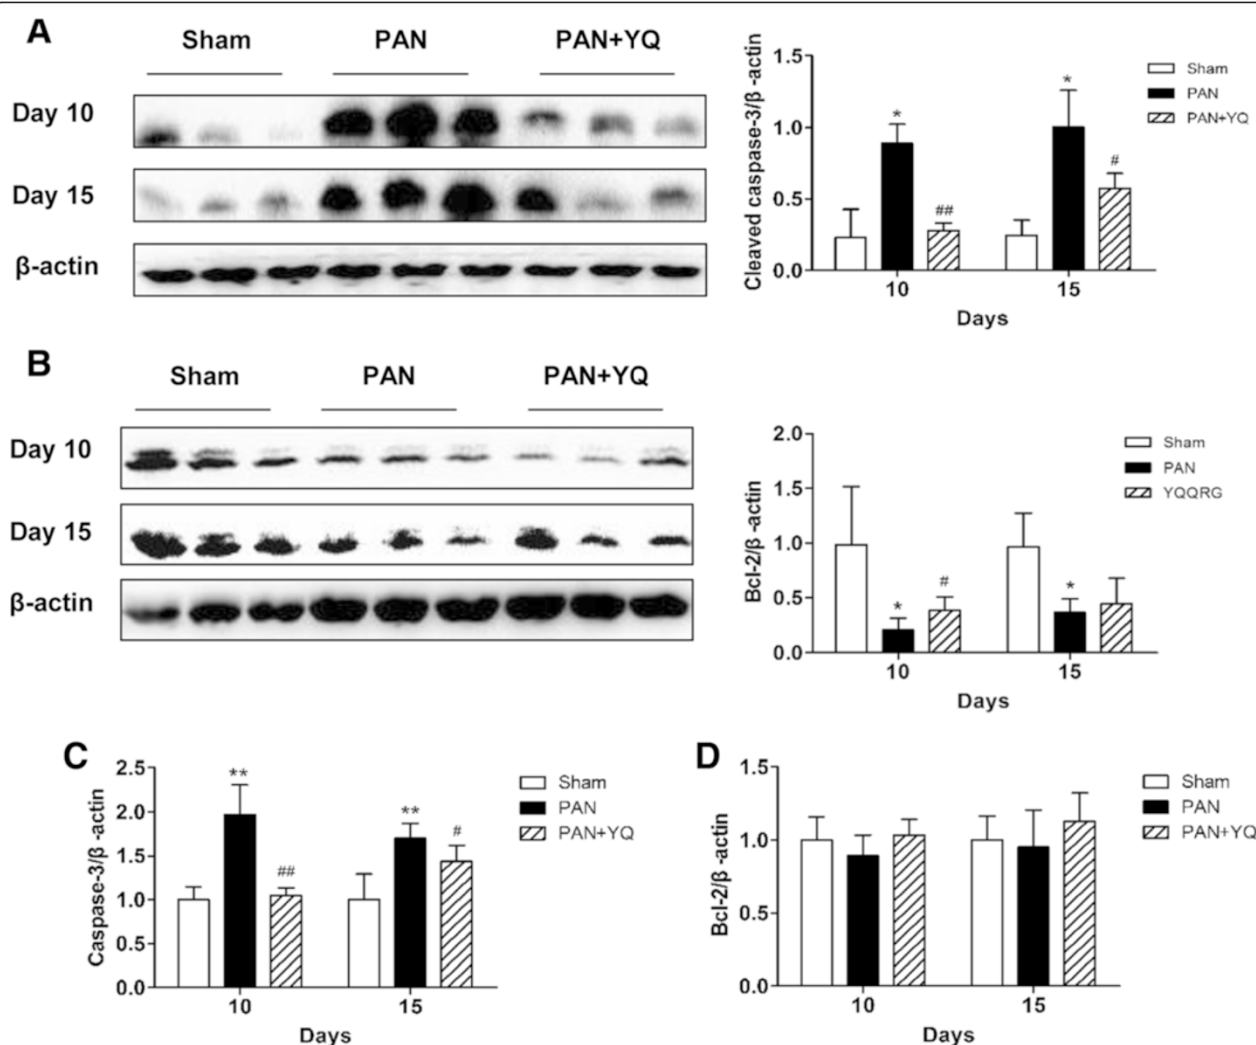 A
Sham PAN PAN+YQ
Day 10
Day 15
β-actin
Cleaved caspase-3/β -actin
1.5
1.0
0.5
0.0
* ## * #
10 15
Days
Sham
PAN
PAN+YQ
B
Sham PAN PAN+YQ
Day 10
Day 15
β-actin
Bcl-2/β -actin
2.0
1.5
1.0
0.5
0.0
* # *
10 15
Days
Sham
PAN
YQQRG
C
Caspase-3/β -actin
2.5
2.0
1.5
1.0
0.5
0.0
** ## ** #
10 15
Days
Sham
PAN
PAN+YQ
D
Bcl-2/β -actin
1.5
1.0
0.5
0.0
10 15
Days
Sham
PAN
PAN+YQ